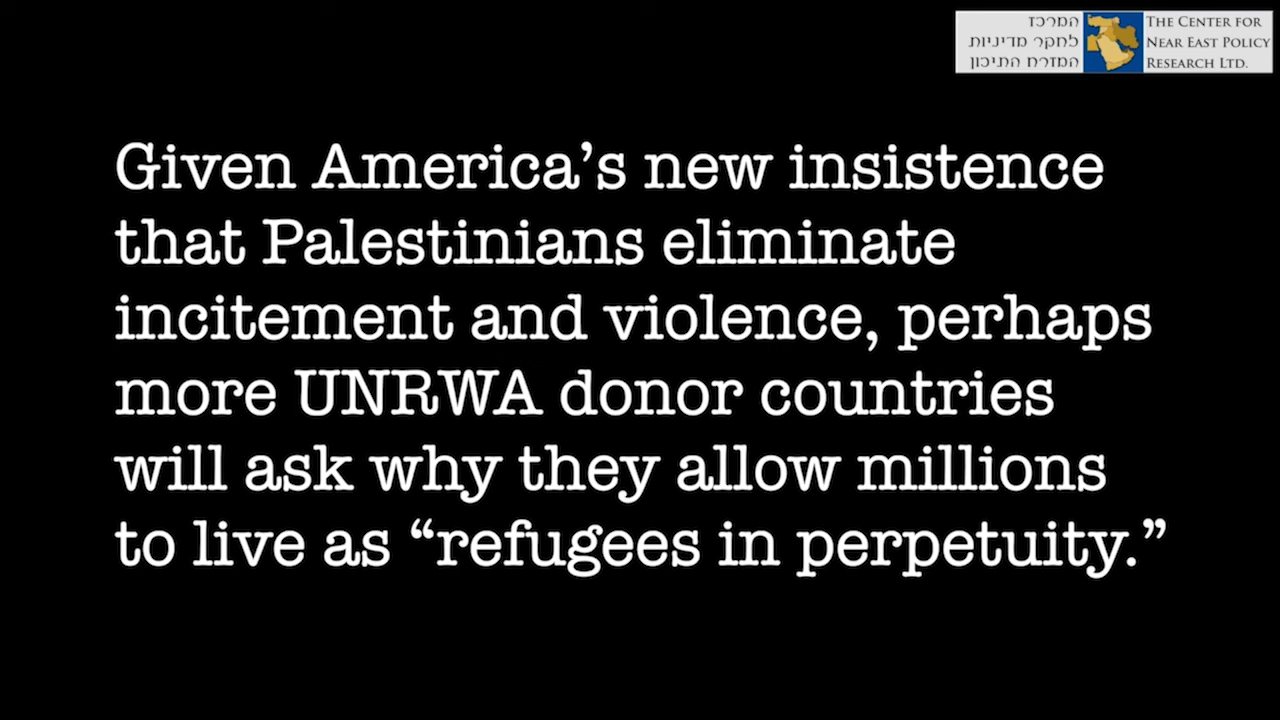 המרכז
לחקר מדיניות
המזרח התיכון
THE CENTER FOR
NEAR EAST POLICY
RESEARCH LTD.
Given America’s new insistence
that Palestinians eliminate
incitement and violence, perhaps
more UNRWA donor countries
will ask why they allow millions
to live as “refugees in perpetuity.”